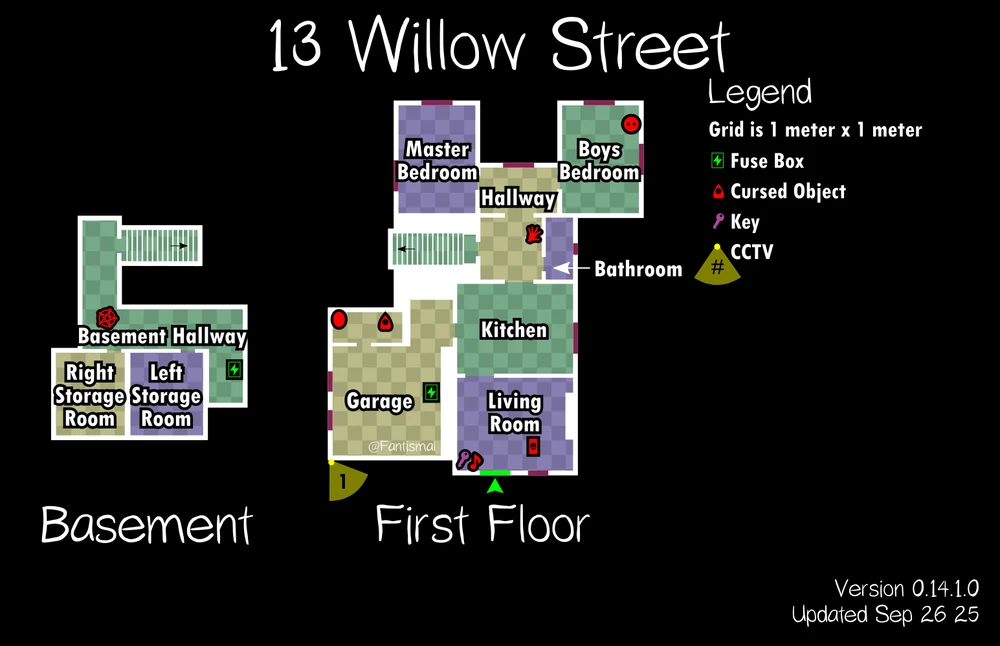 13 Willow Street
Legend
Grid is 1 meter x 1 meter
Fuse Box
Cursed Object
Key
#
CCTV
Master
Bedroom
Boys
Bedroom
Hallway
Bathroom
Kitchen
Basement Hallway
Right
Storage
Room
Left
Storage
Room
Garage
Living
Room
@Fantismal
1
Basement
First Floor
Version 0.14.1.0
Updated Sep 26 25